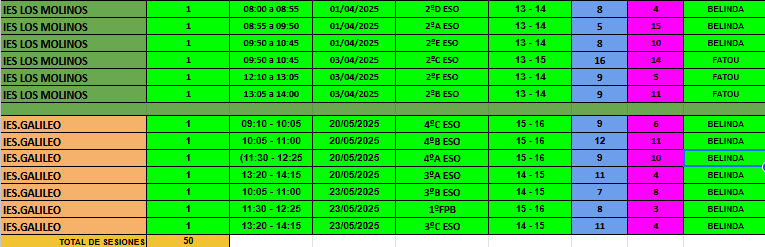 IES LOS MOLINOS 1 08:00 a 08:55 01/04/2025 2ºD ESO 13 - 14 8 4 BELINDA
IES LOS MOLINOS 1 08:55 a 09:50 01/04/2025 2ºA ESO 13 - 14 5 15 BELINDA
IES LOS MOLINOS 1 09:50 a 10:45 01/04/2025 2ºE ESO 13 - 14 8 10 BELINDA
IES LOS MOLINOS 1 09:50 a 10:45 03/04/2025 2ºC ESO 13 - 15 16 14 FATOU
IES LOS MOLINOS 1 12:10 a 13:05 03/04/2025 2ºF ESO 13 - 14 9 5 FATOU
IES LOS MOLINOS 1 13:05 a 14:00 03/04/2025 2ºB ESO 13 - 14 9 11 FATOU
IES.GALILEO 1 09:10 - 10:05 20/05/2025 4ºC ESO 15 - 16 9 6 BELINDA
IES.GALILEO 1 10:05 - 11:00 20/05/2025 4ºB ESO 15 - 16 12 11 BELINDA
IES.GALILEO 1 (11:30 - 12:25 20/05/2025 4ºA ESO 15 - 16 9 10 BELINDA
IES.GALILEO 1 13:20 - 14:15 20/05/2025 3ºA ESO 14 - 15 11 4 BELINDA
IES.GALILEO 1 10:05 - 11:00 23/05/2025 3ºB ESO 14 - 15 7 8 BELINDA
IES.GALILEO 1 11:30 - 12:25 23/05/2025 1ºFPB 15 - 16 8 3 BELINDA
IES.GALILEO 1 13:20 - 14:15 23/05/2025 3ºC ESO 14 - 15 11 4 BELINDA
TOTAL DE SESIONES 50